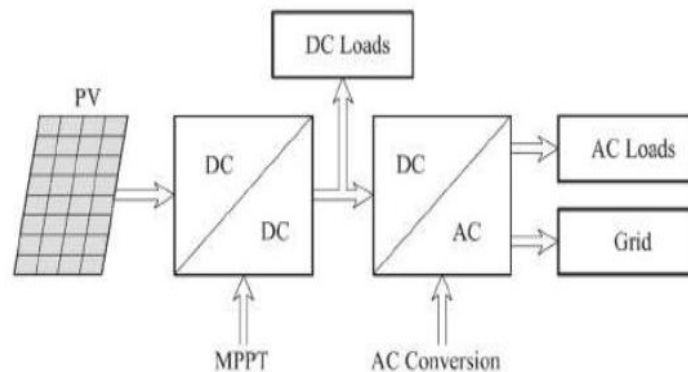 DC Loads
PV
DC
DC
DC
AC
AC Loads
Grid
MPPT
AC Conversion